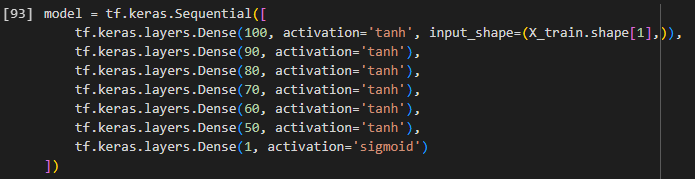 [93] model = tf.keras.Sequential([
tf.keras.layers.Dense(100, activation='tanh', input_shape=(X_train.shape[1],)),
tf.keras.layers.Dense(90, activation='tanh'),
tf.keras.layers.Dense(80, activation='tanh'),
tf.keras.layers.Dense(70, activation='tanh'),
tf.keras.layers.Dense(60, activation='tanh'),
tf.keras.layers.Dense(50, activation='tanh'),
tf.keras.layers.Dense(1, activation='sigmoid')
])